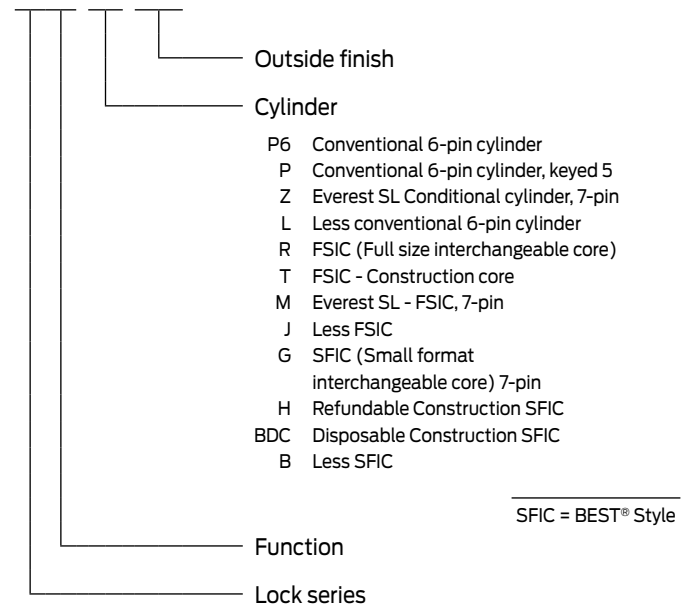 Outside finish
Cylinder
P6 Conventional 6-pin cylinder
P Conventional 6-pin cylinder, keyed 5
Z Everest SL Conditional cylinder, 7-pin
L Less conventional 6-pin cylinder
R FSIC (Full size interchangeable core)
T FSIC - Construction core
M Everest SL - FSIC, 7-pin
J Less FSIC
G SFIC (Small format
interchangeable core) 7-pin
H Refundable Construction SFIC
BDC Disposable Construction SFIC
B Less SFIC
SFIC = BEST® Style
Function
Lock series